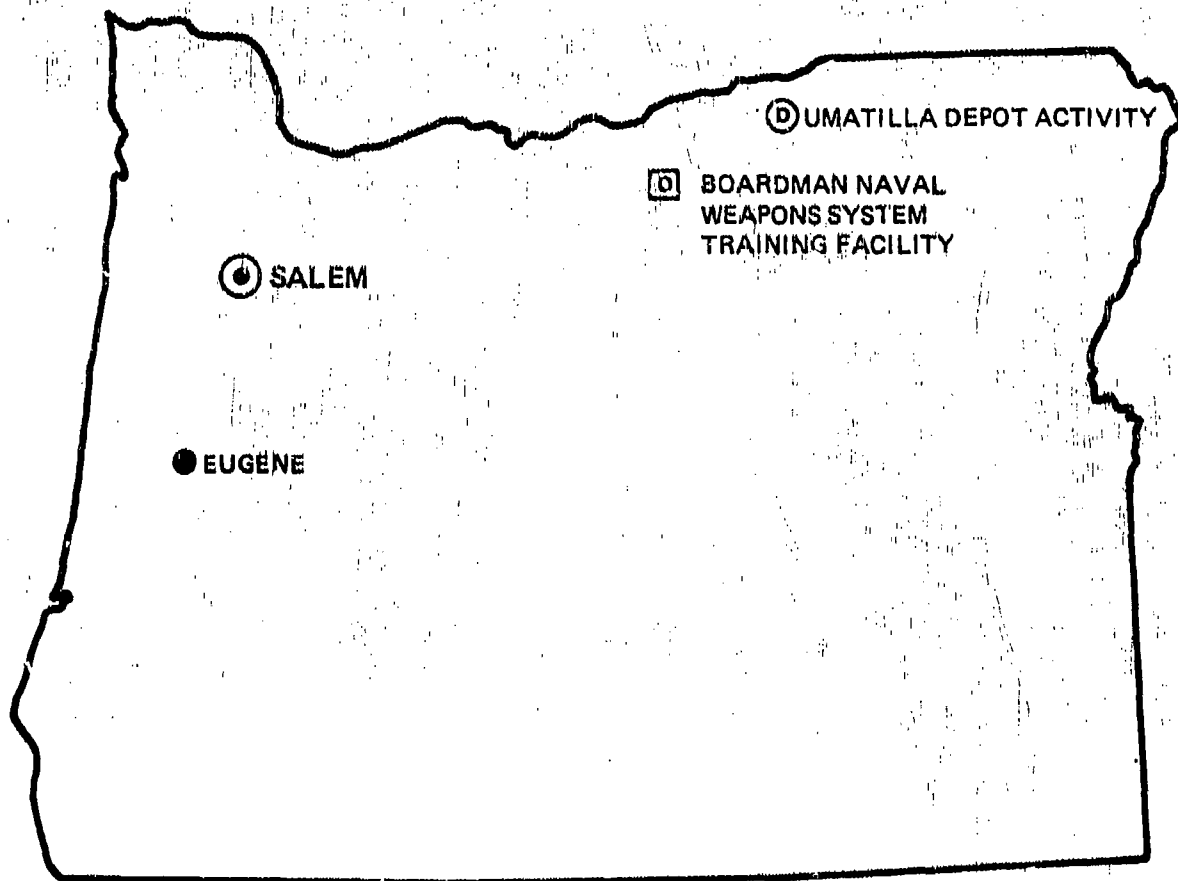 D UMATILLA DEPOT ACTIVITY
O BOARDMAN NAVAL
WEAPONS SYSTEM
TRAINING FACILITY
SALEM
EUGENE